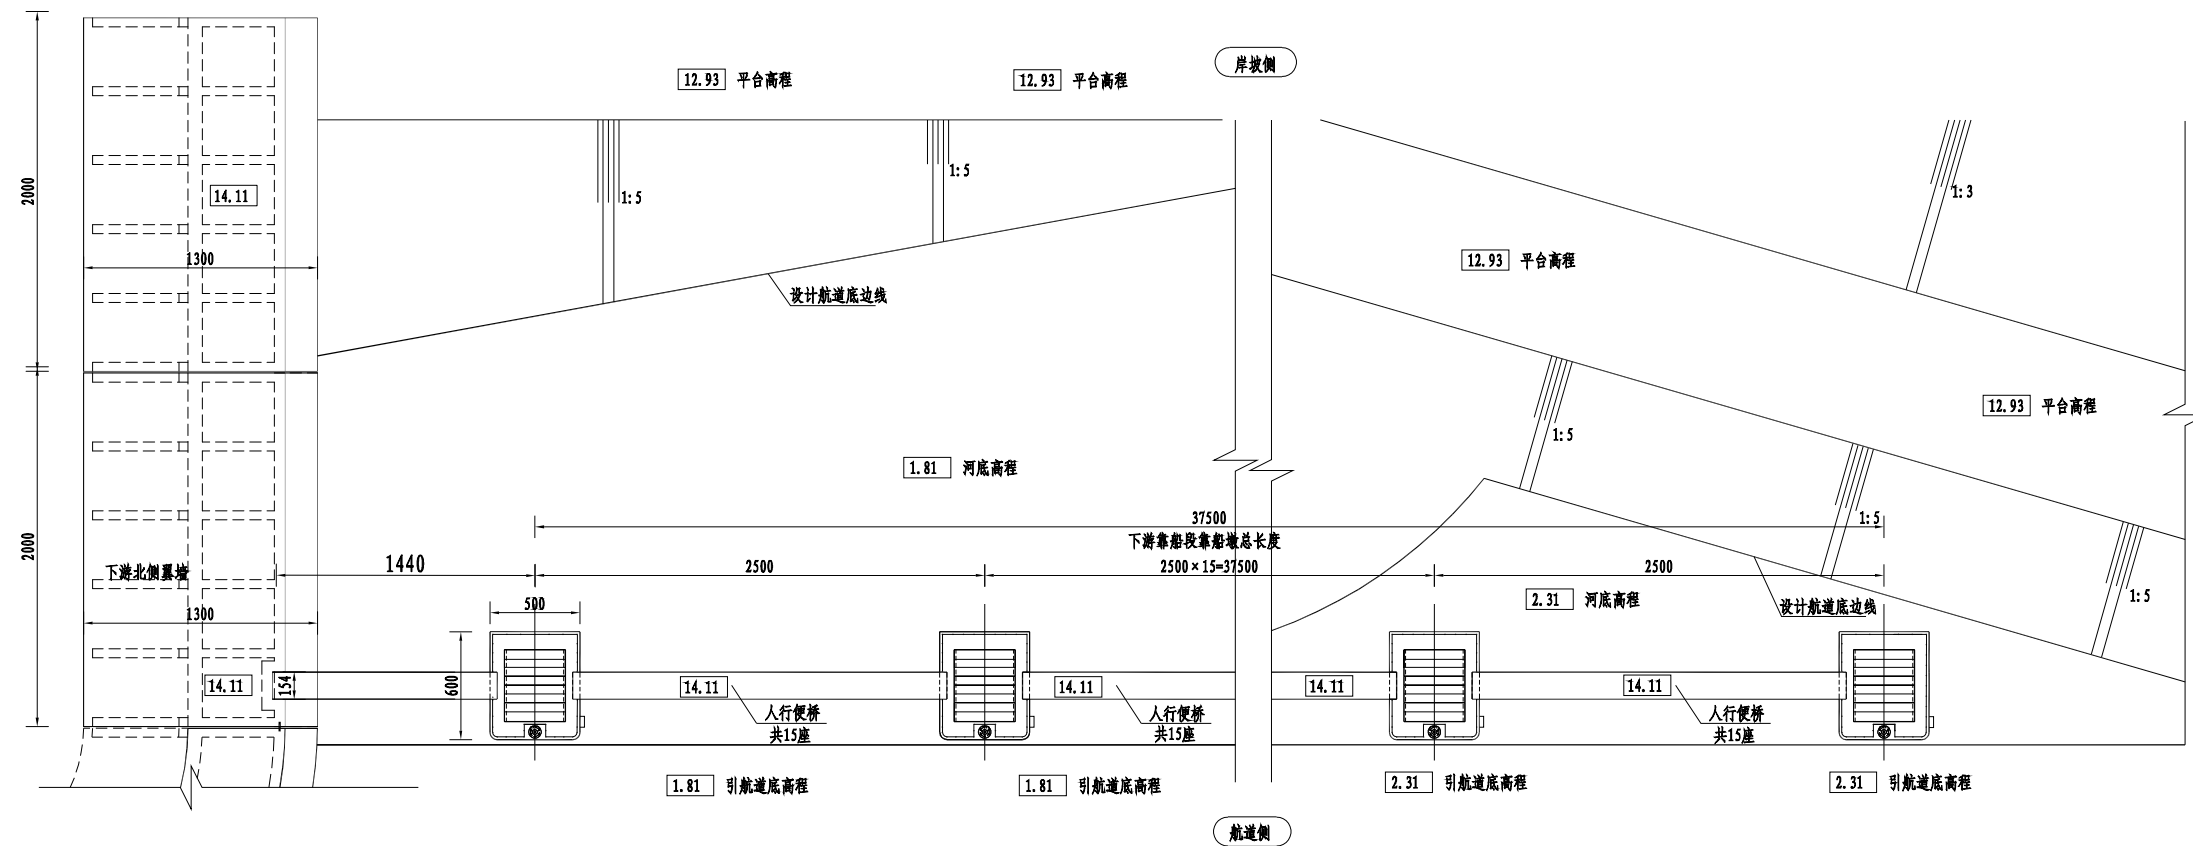 岸坡侧
12.93 平台高程
12.93 平台高程
1:5
1:5
1:3
2000
14.11
1300
12.93 平台高程
设计航道底边线
12.93 平台高程
1:5
1.81 河底高程
37500
1:5
下游靠船段靠船墩总长度
2000
下游北侧翼墙
1440
2500
2500×15=37500
2500
2.31 河底高程
设计航道底边线
1:5
500
1300
600
154
14.11
14.11
14.11
14.11
14.11
人行便桥
共15座
人行便桥
共15座
人行便桥
共15座
1.81 引航道底高程
1.81 引航道底高程
2.31 引航道底高程
2.31 引航道底高程
航道侧